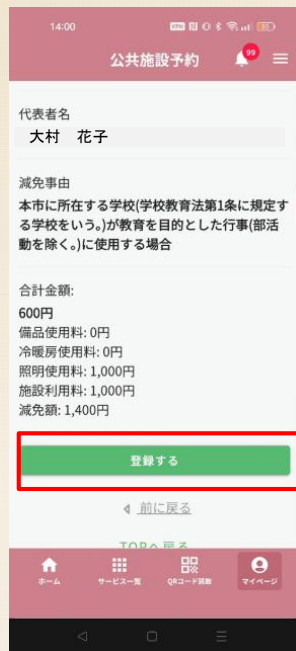 14:00
公共施設予約
99
代表者名
大村 花子
減免事由
本市に所在する学校(学校教育法第1条に規定す
る学校をいう。)が教育を目的とした行事(部活
動を除く。)に使用する場合
合計金額:
600円
備品使用料: 0円
冷暖房使用料: 0円
照明使用料: 1,000円
施設利用料: 1,000円
減免額: 1,400円
登録する
前に戻る
TOPへ戻る
ホーム
サービス一覧
QRコード読取
マイページ